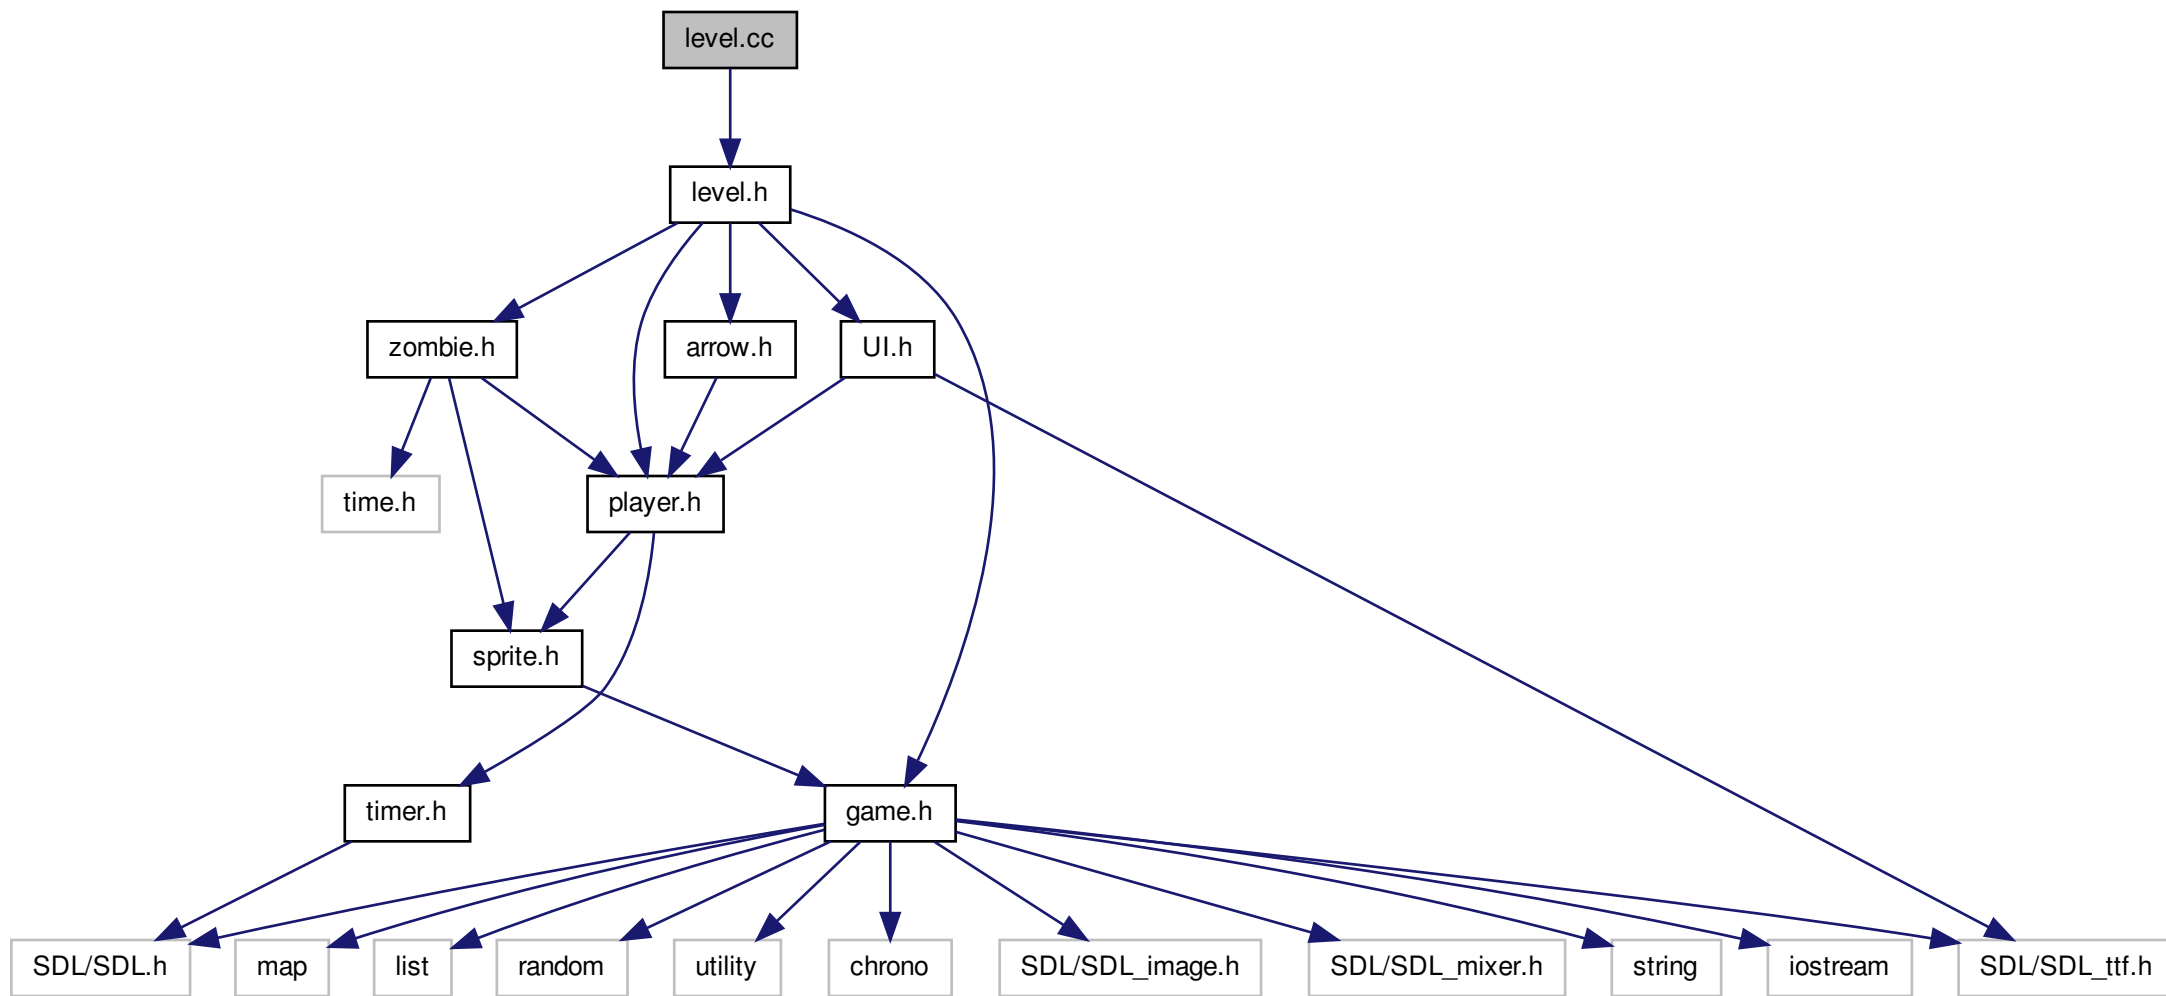 level.cc
level.h
zombie.h
arrow.h
UI.h
time.h
player.h
sprite.h
timer.h
game.h
SDL/SDL.h
map
list
random
utility
chrono
SDL/SDL_image.h
SDL/SDL_mixer.h
string
iostream
SDL/SDL_ttf.h